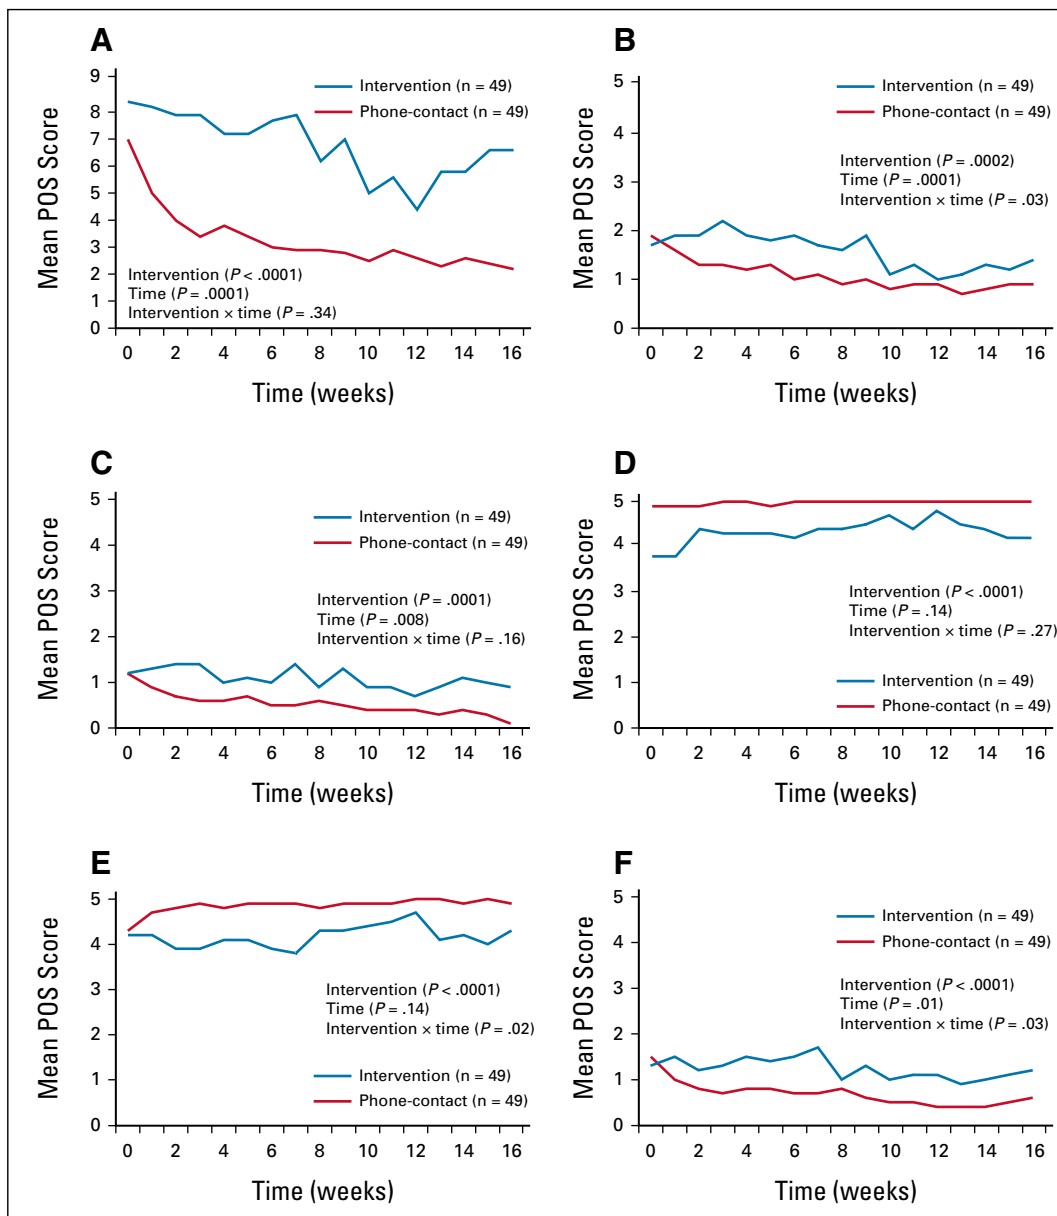 A
Mean POS Score
9
8
7
6
5
4
3
2
1
0
Intervention (n = 49)
Phone-contact (n = 49)
Intervention (P < .0001)
Time (P = .0001)
Intervention × time (P = .34)
0 2 4 6 8 10 12 14 16
Time (weeks)
B
Mean POS Score
5
4
3
2
1
0
Intervention (n = 49)
Phone-contact (n = 49)
Intervention (P = .0002)
Time (P = .0001)
Intervention × time (P = .03)
0 2 4 6 8 10 12 14 16
Time (weeks)
C
Mean POS Score
5
4
3
2
1
0
Intervention (n = 49)
Phone-contact (n = 49)
Intervention (P = .0001)
Time (P = .008)
Intervention × time (P = .16)
0 2 4 6 8 10 12 14 16
Time (weeks)
D
Mean POS Score
5
4
3
2
1
0
Intervention (P < .0001)
Time (P = .14)
Intervention × time (P = .27)
Intervention (n = 49)
Phone-contact (n = 49)
0 2 4 6 8 10 12 14 16
Time (weeks)
E
Mean POS Score
5
4
3
2
1
0
Intervention (P < .0001)
Time (P = .14)
Intervention × time (P = .02)
Intervention (n = 49)
Phone-contact (n = 49)
0 2 4 6 8 10 12 14 16
Time (weeks)
F
Mean POS Score
5
4
3
2
1
0
Intervention (n = 49)
Phone-contact (n = 49)
Intervention (P < .0001)
Time (P = .01)
Intervention × time (P = .03)
0 2 4 6 8 10 12 14 16
Time (weeks)